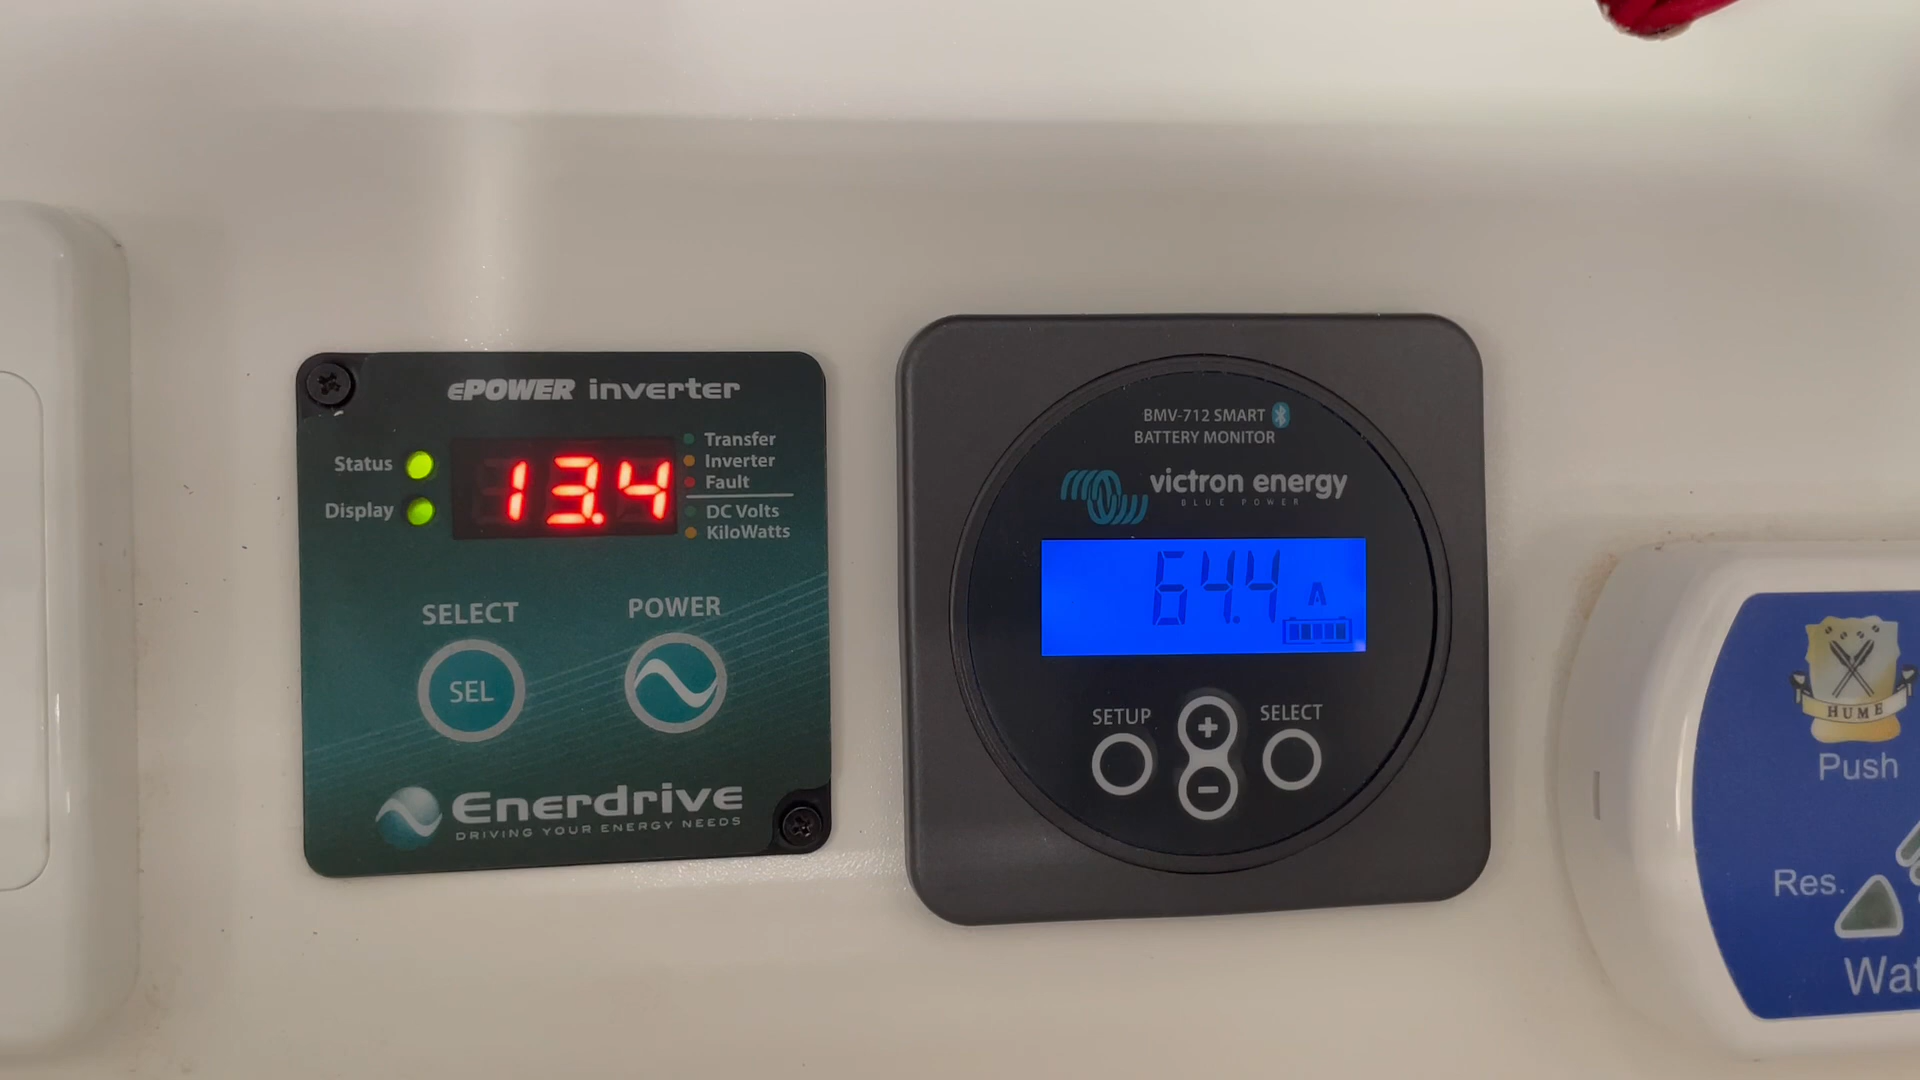 ePOWER inverter
Status
Display
13.4
Transfer
Inverter
Fault
DC Volts
KiloWatts
SELECT
POWER
SEL
Enerdrive
DRIVING YOUR ENERGY NEEDS
BMV-712 SMART
BATTERY MONITOR
victron energy
BLUE POWER
64.4 A
SETUP
+
SELECT
-
HUME
Push
Res.
Wat